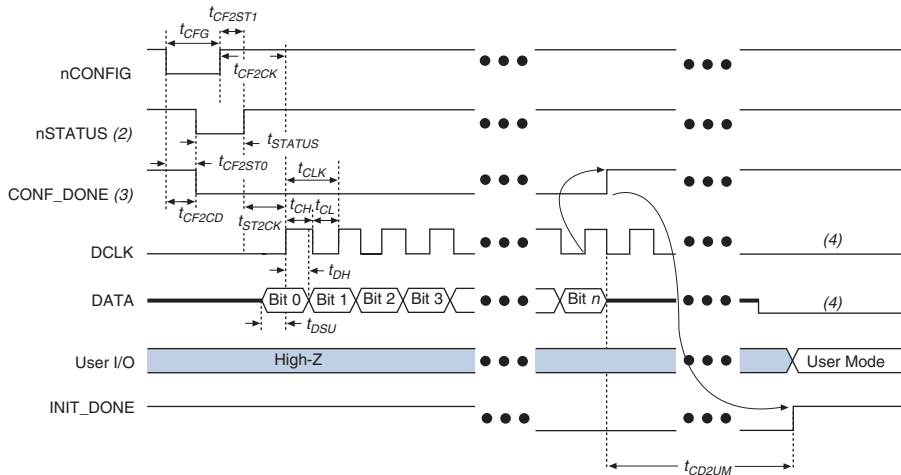 tCF2ST1
tCFG
nCONFIG
tCF2CK
nSTATUS (2)
tSTATUS
tCF2ST0
tCLK
CONF_DONE (3)
tCF2CD
tST2CK
tCH
tCL
DCLK
(4)
tDH
DATA
Bit 0
Bit 1
Bit 2
Bit 3
Bit n
(4)
tDSU
User I/O
High-Z
User Mode
INIT_DONE
tCD2UM